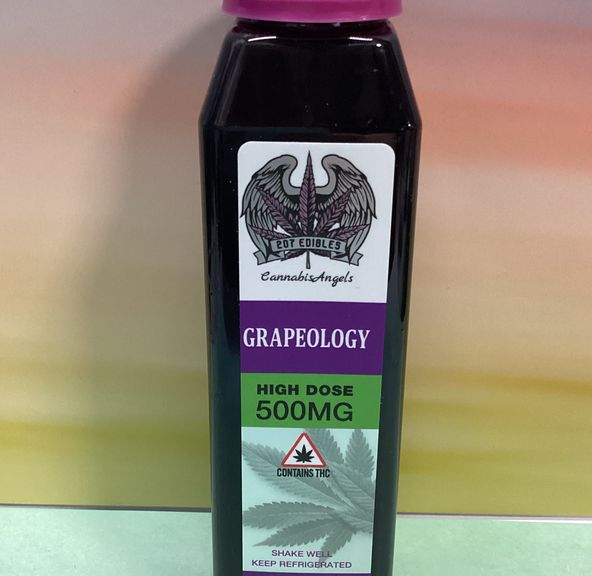 207 EDIBLES
CannabisAngels
GRAPEOLOGY
HIGH DOSE
500MG
CONTAINS THC
SHAKE WELL
KEEP REFRIGERATED